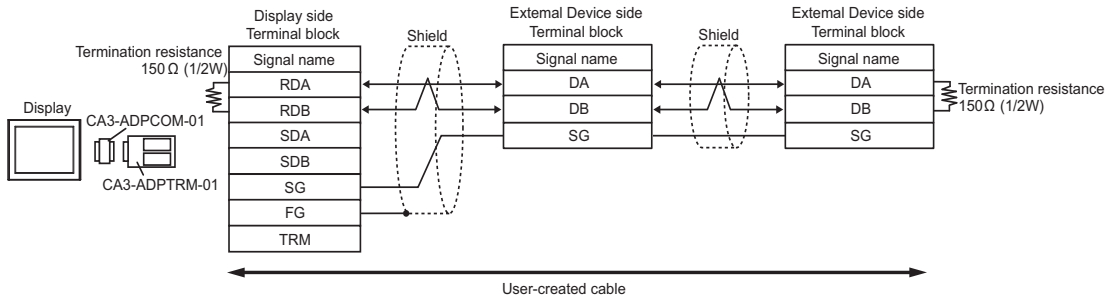 Display side
Terminal block
External Device side
Terminal block
External Device side
Terminal block
Shield
Shield
Termination resistance
150 Ω (1/2W)
Signal name
RDA
RDB
SDA
SDB
SG
FG
TRM
Signal name
DA
DB
SG
Signal name
DA
DB
SG
Termination resistance
150Ω (1/2W)
Display
CA3-ADPCOM-01
CA3-ADPTRM-01
User-created cable